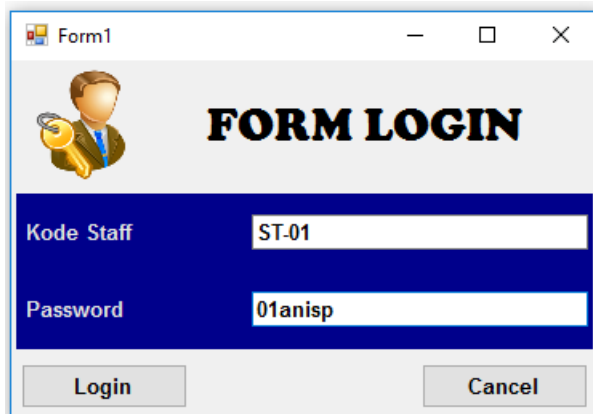 Form1
FORM LOGIN
Kode Staff ST-01
Password 01anisp
Login Cancel